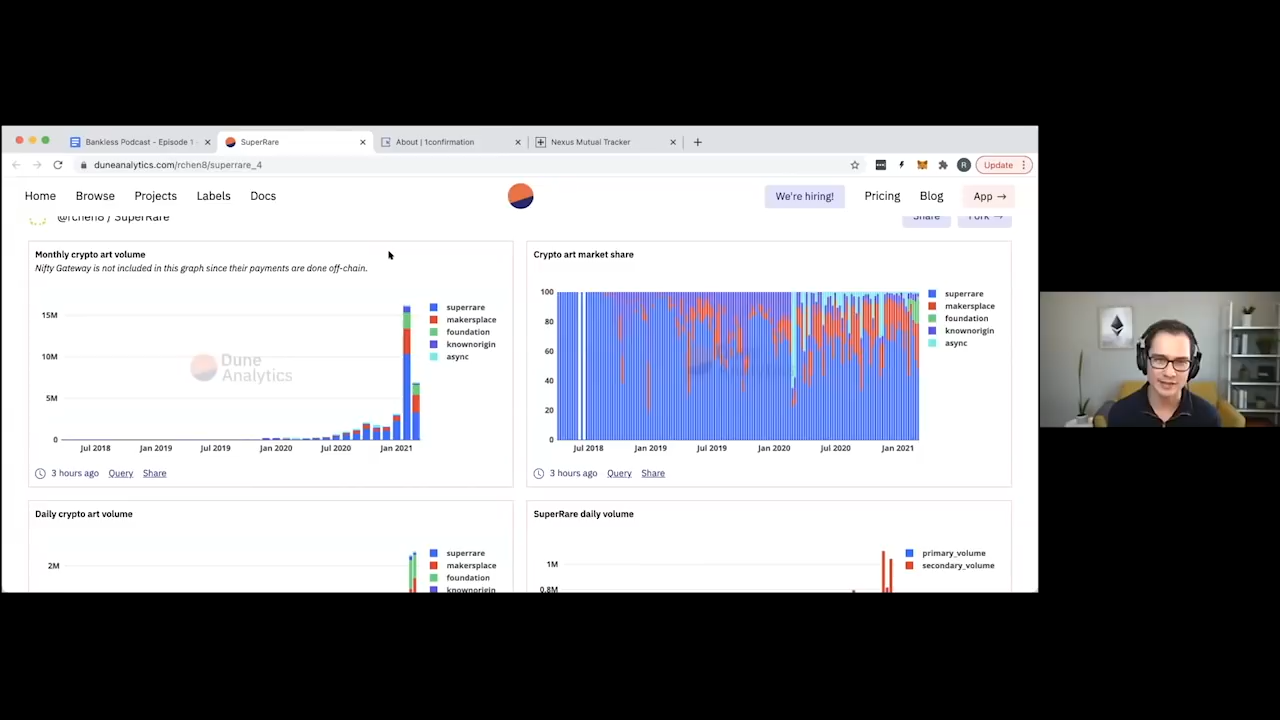 Bankless Podcast - Episode 1
SuperRare
About | 1confirmation
Nexus Mutual Tracker
duneanalytics.com/rchen8/superrare_4
R
Update
Home
Browse
Projects
Labels
Docs
We're hiring!
Pricing
Blog
App →
@rchen8 / SuperRare
Share
Fork →
Monthly crypto art volume
Nifty Gateway is not included in this graph since their payments are done off-chain.
15M
10M
5M
0
Jul 2018
Jan 2019
Jul 2019
Jan 2020
Jul 2020
Jan 2021
superrare
makersplace
foundation
knownorigin
async
Dune
Analytics
3 hours ago
Query
Share
Crypto art market share
100
80
60
40
20
0
Jul 2018
Jan 2019
Jul 2019
Jan 2020
Jul 2020
Jan 2021
superrare
makersplace
foundation
knownorigin
async
3 hours ago
Query
Share
Daily crypto art volume
2M
superrare
makersplace
foundation
knownorigin
SuperRare daily volume
1M
0.8M
primary_volume
secondary_volume